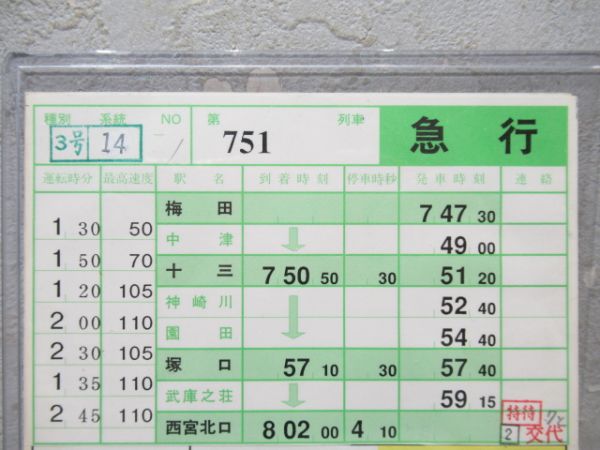 種別 系統 NO 第 列車 急行
3号 14 / 751
運転時分 最高速度 駅名 到着時刻 停車時秒 発車時刻 連絡
梅田 7 47 30
1 30 50
中津 ↓ 49 00
1 50 70
十三 7 50 50 30 51 20
1 20 105
神崎川 ↓ 52 40
2 00 110
園田 54 40
2 30 105
塚口 57 10 30 57 40
1 35 110
武庫之荘 ↓ 59 15
2 45 110
西宮北口 8 02 00 4 10
特待
2 交代